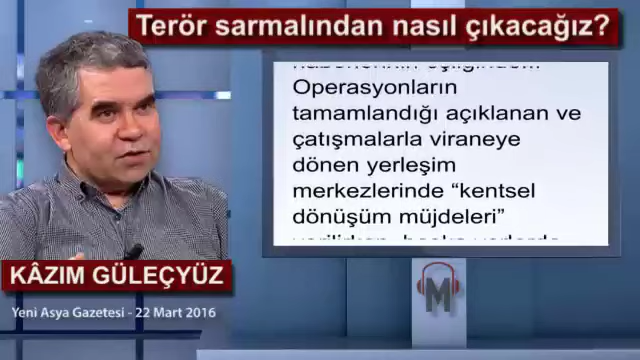 Terör sarmalından nasıl çıkacağız?
Operasyonların
tamamlandığı açıklanan ve
çatışmalarla viraneye
dönen yerleşim
merkezlerinde “kentsel
dönüşüm müjdeleri”
KÂZIM GÜLEÇYÜZ
Yeni Asya Gazetesi - 22 Mart 2016
M